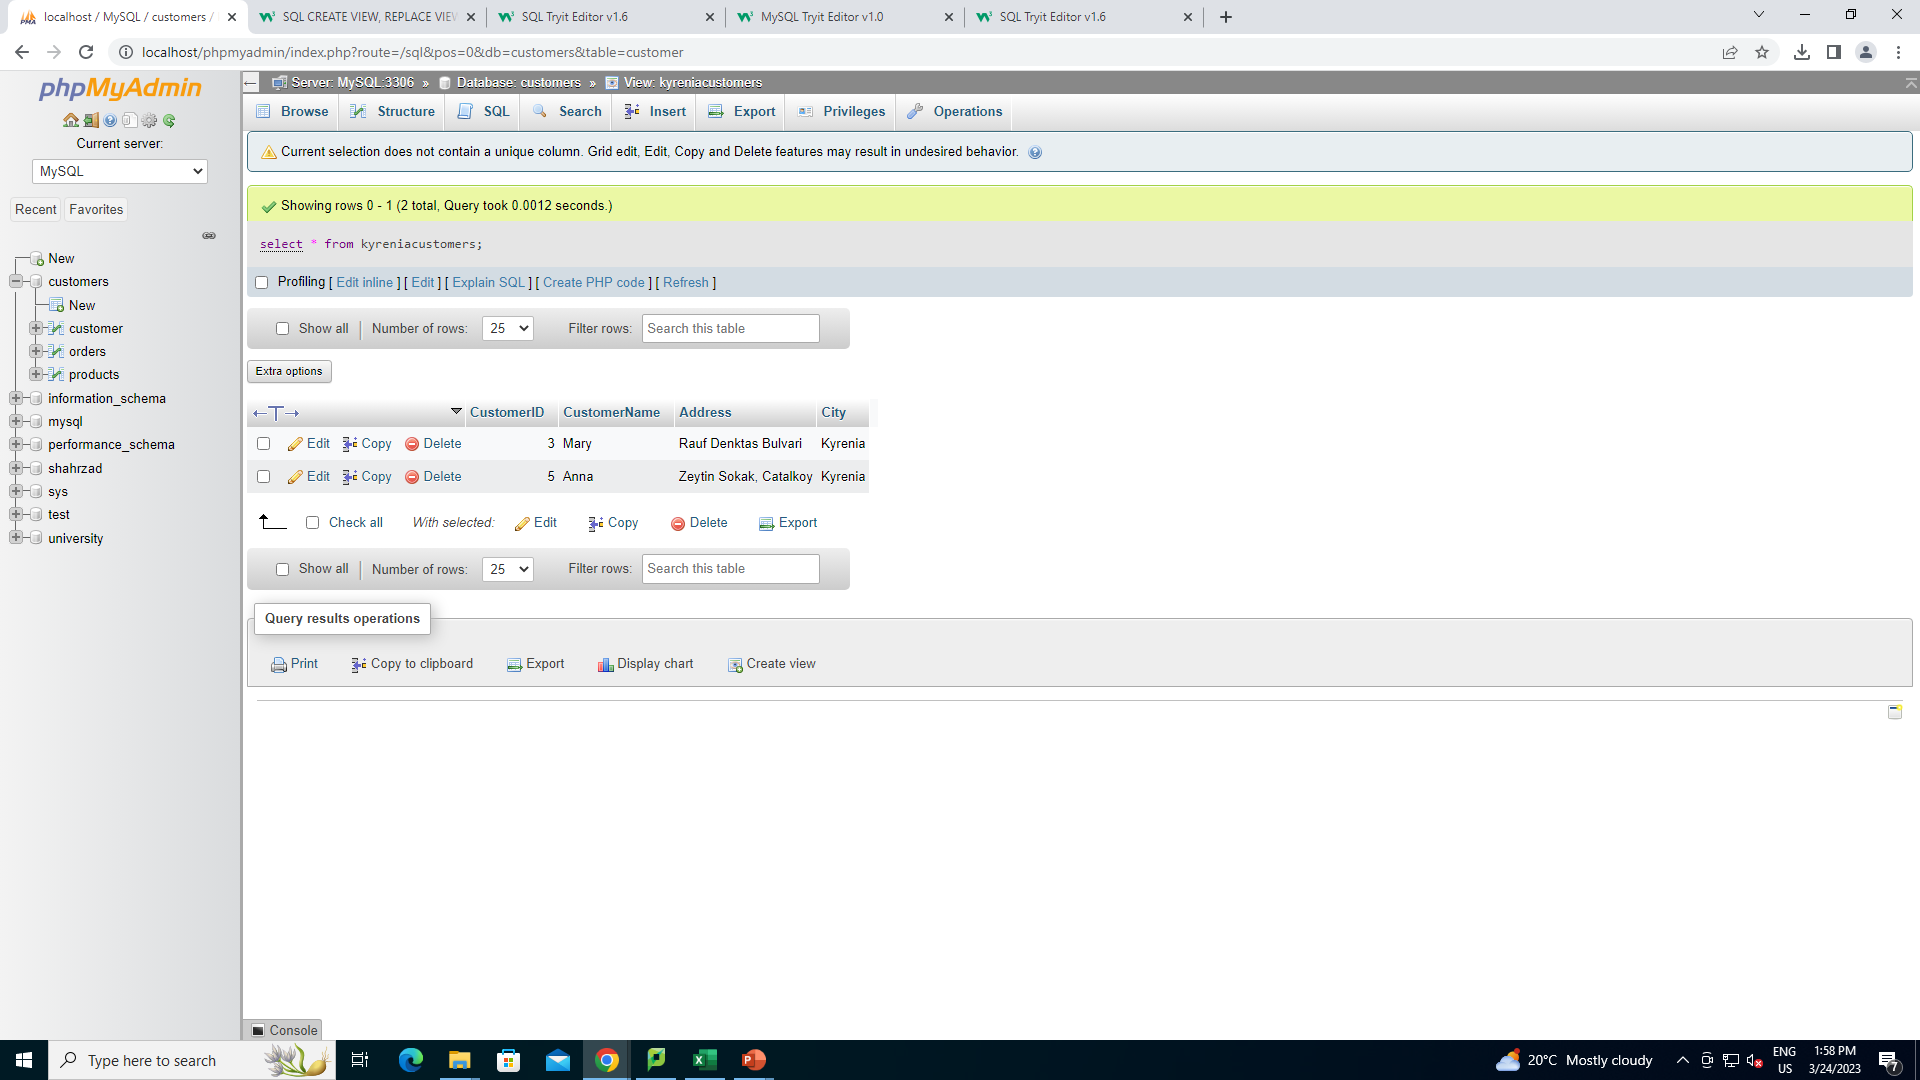 localhost / MySQL / customers /
SQL CREATE VIEW, REPLACE VIEW
SQL Tryit Editor v1.6
MySQL Tryit Editor v1.0
SQL Tryit Editor v1.6
localhost/phpmyadmin/index.php?route=/sql&pos=0&db=customers&table=customer
phpMyAdmin
Current server:
MySQL
Recent
Favorites
New
customers
New
customer
orders
products
information_schema
mysql
performance_schema
shahrzad
sys
test
university
Server: MySQL:3306 » Database: customers » View: kyreniacustomers
Browse Structure SQL Search Insert Export Privileges Operations
Current selection does not contain a unique column. Grid edit, Edit, Copy and Delete features may result in undesired behavior.
Showing rows 0 - 1 (2 total, Query took 0.0012 seconds.)
select * from kyreniacustomers;
Profiling [ Edit inline ] [ Edit ] [ Explain SQL ] [ Create PHP code ] [ Refresh ]
Show all Number of rows: 25 Filter rows: Search this table
Extra options
←T→ CustomerID CustomerName Address City
Edit Copy Delete 3 Mary Rauf Denktas Bulvari Kyrenia
Edit Copy Delete 5 Anna Zeytin Sokak, Catalkoy Kyrenia
Check all With selected: Edit Copy Delete Export
Show all Number of rows: 25 Filter rows: Search this table
Query results operations
Print Copy to clipboard Export Display chart Create view
Console
Type here to search
20°C Mostly cloudy
ENG
US
1:58 PM
3/24/2023
7